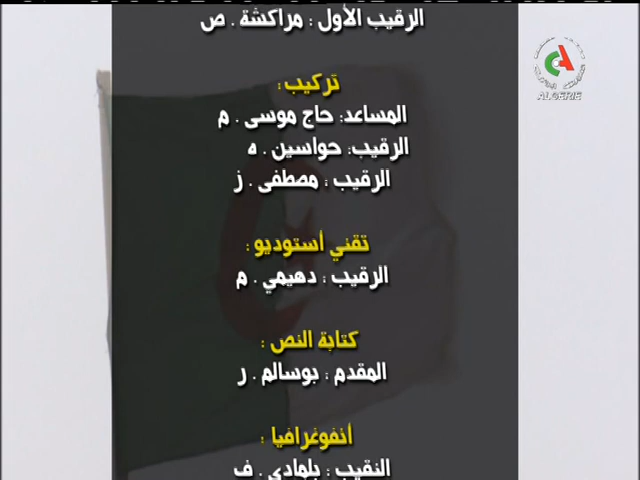 الرقيب الأول : مراكشة . ص
تركيب :
المساعد: حاج موسى . م
الرقيب: حواسين . ه
الرقيب : مصطفى . ز
تقني أستوديو :
الرقيب : دهيمي . م
كتابة النص :
المقدم : بوسالم . ر
أنفوغرافيا :
النقيب : بلهادي . ف
ALGERIE